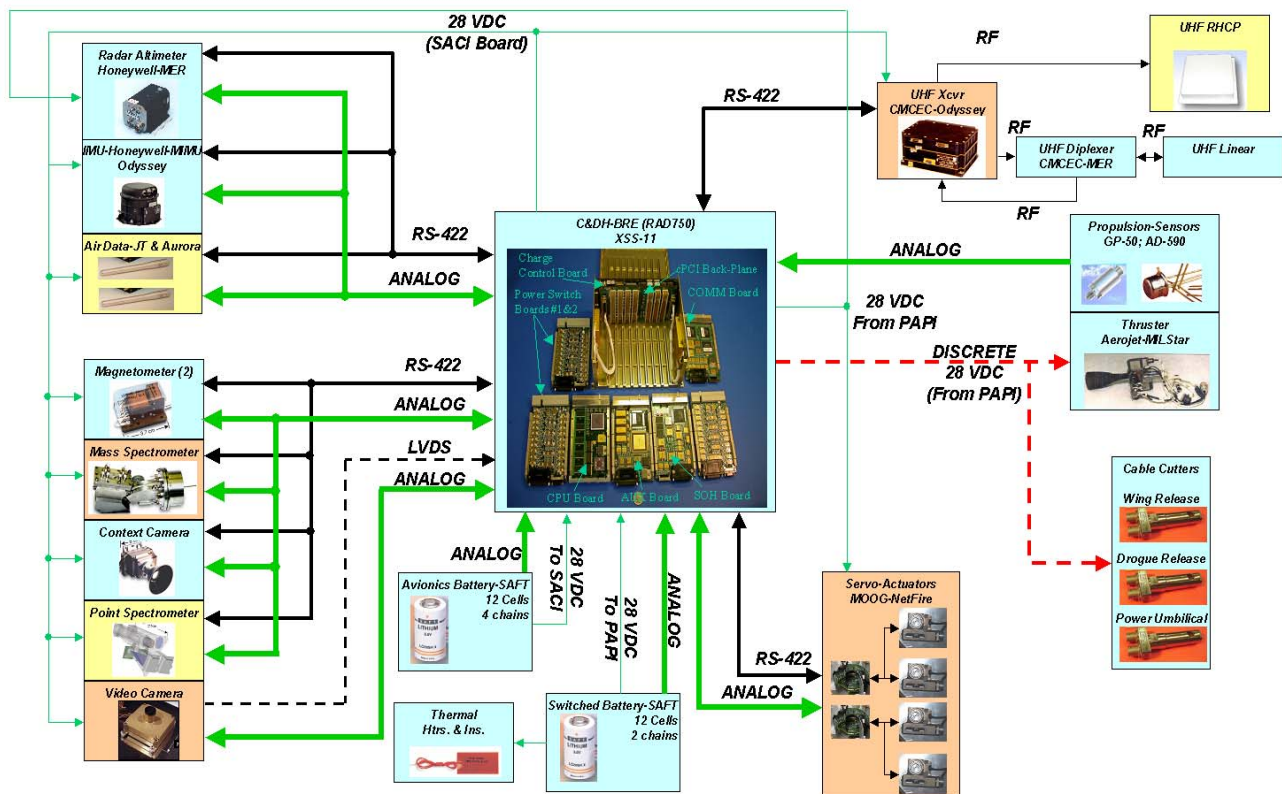 28 VDC
(SACI Board)
Radar Altimeter
Honeywell-MER
IMU-Honeywell-MIMU
Odyssey
AirData-JT & Aurora
RS-422
ANALOG
RS-422
UHF Xcvr
CMCEC-Odyssey
RF
UHF RHCP
RF
UHF Diplexer
CMCEC-MER
RF
UHF Linear
RF
C&DH-BRE (RAD750)
XSS-11
Charge
Control Board
cPCI Back-Plane
Power Switch
Boards #1&2
COMM Board
CPU Board
AUX Board
SOH Board
Propulsion-Sensors
GP-50; AD-590
ANALOG
28 VDC
From PAPI
Thruster
Aerojet-MILStar
DISCRETE
28 VDC
(From PAPI)
Magnetometer (2)
Mass Spectrometer
Context Camera
Point Spectrometer
Video Camera
RS-422
ANALOG
LVDS
ANALOG
Cable Cutters
Wing Release
Drogue Release
Power Umbilical
ANALOG
28 VDC
To SACI
28 VDC
To PAPI
ANALOG
Avionics Battery-SAFT
12 Cells
4 chains
LITHIUM
Switched Battery-SAFT
12 Cells
2 chains
LITHIUM
Thermal
Htrs. & Ins.
RS-422
ANALOG
Servo-Actuators
MOOG-NetFire